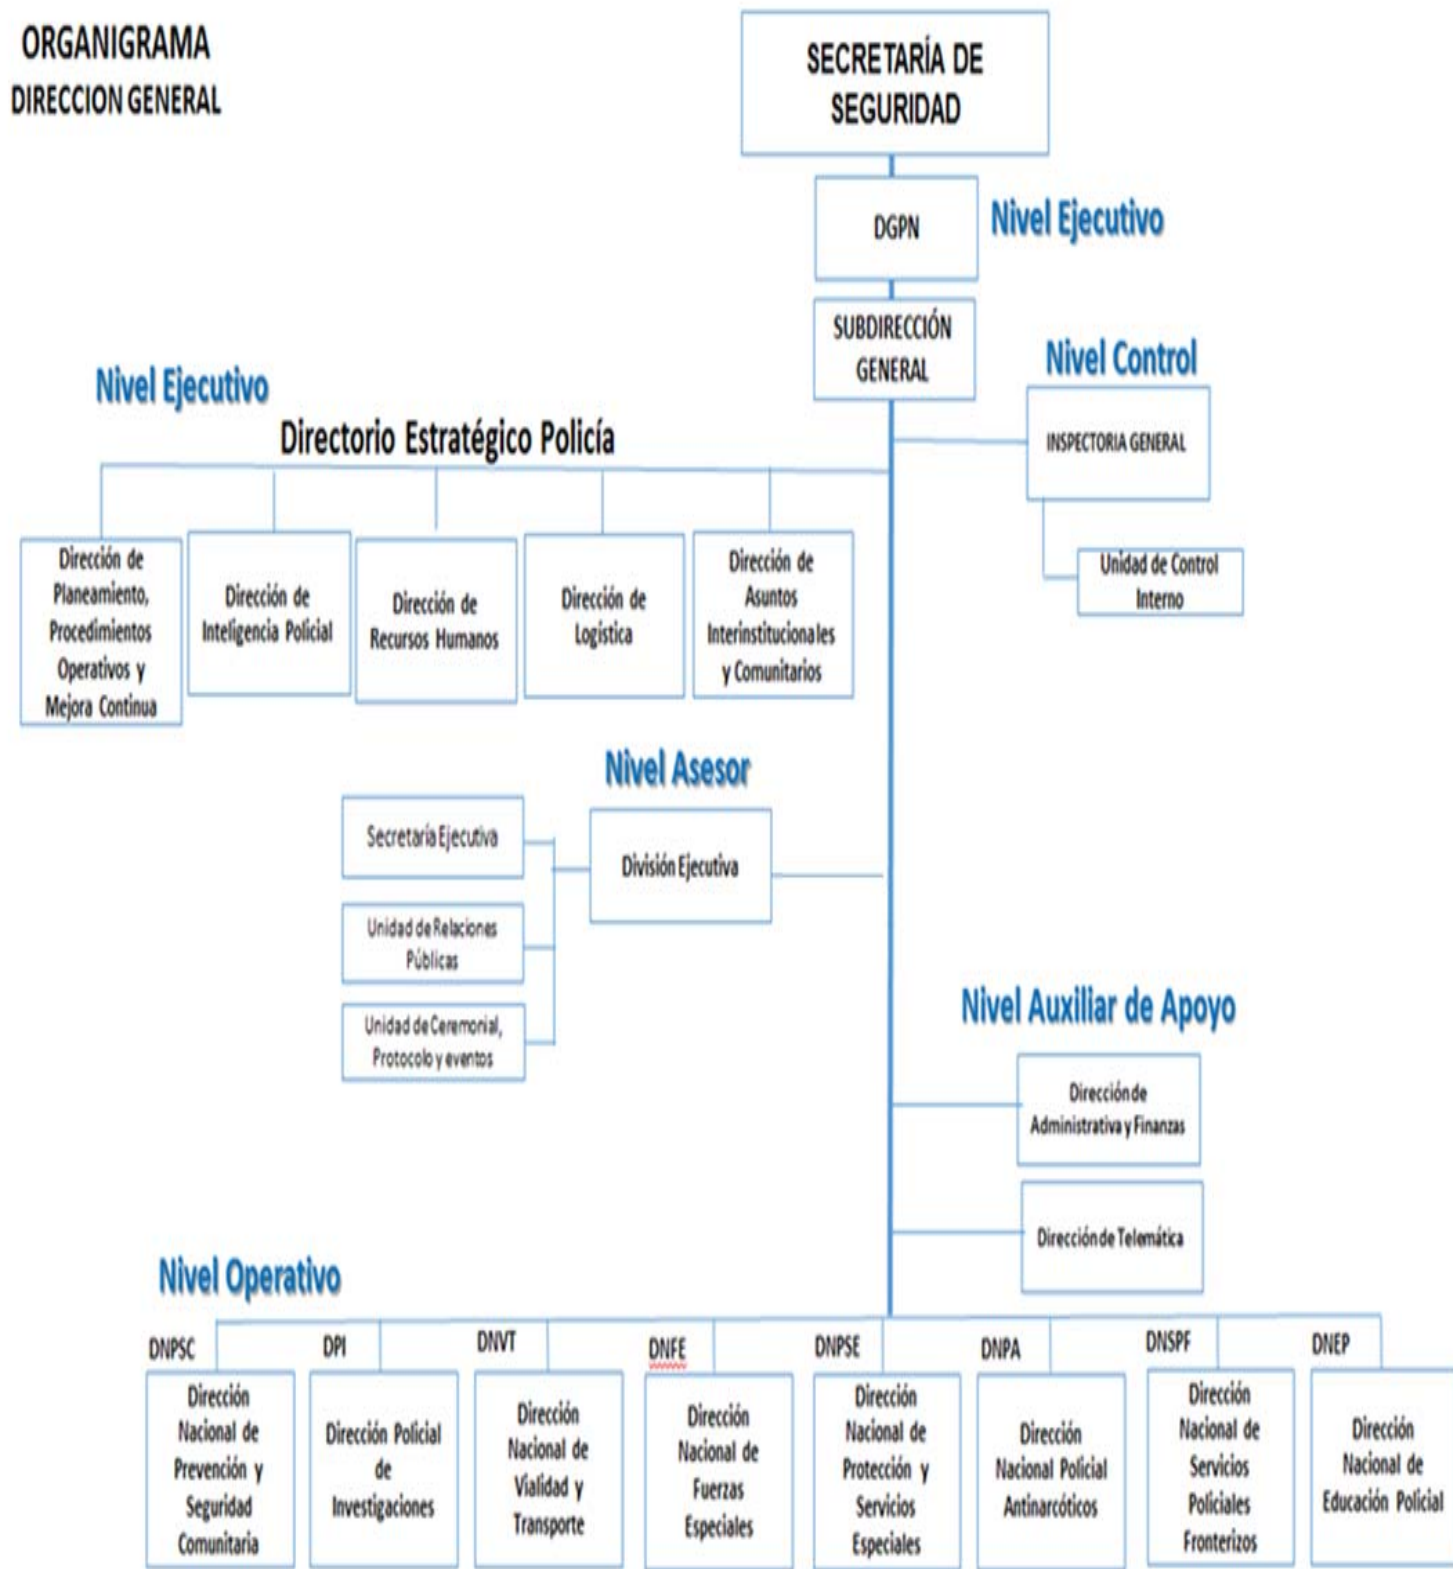 ORGANIGRAMA
DIRECCION GENERAL
SECRETARÍA DE
SEGURIDAD
DGPN
Nivel Ejecutivo
SUBDIRECCIÓN
GENERAL
Nivel Control
INSPECTORIA GENERAL
Unidad de Control
Interno
Nivel Ejecutivo
Directorio Estratégico Policía
Dirección de
Planeamiento,
Procedimientos
Operativos y
Mejora Continua
Dirección de
Inteligencia Policial
Dirección de
Recursos Humanos
Dirección de
Logística
Dirección de
Asuntos
Interinstitucionales
y Comunitarios
Nivel Asesor
División Ejecutiva
Secretaría Ejecutiva
Unidad de Relaciones
Públicas
Unidad de Ceremonial,
Protocolo y eventos
Nivel Auxiliar de Apoyo
Dirección de
Administrativa y Finanzas
Dirección de Telemática
Nivel Operativo
DNPSC
Dirección
Nacional de
Prevención y
Seguridad
Comunitaria
DPI
Dirección Policial
de
Investigaciones
DNVT
Dirección
Nacional de
Vialidad y
Transporte
DNFE
Dirección
Nacional de
Fuerzas
Especiales
DNPSE
Dirección
Nacional de
Protección y
Servicios
Especiales
DNPA
Dirección
Nacional Policial
Antinarcóticos
DNSPF
Dirección
Nacional de
Servicios
Policiales
Fronterizos
DNEP
Dirección
Nacional de
Educación Policial